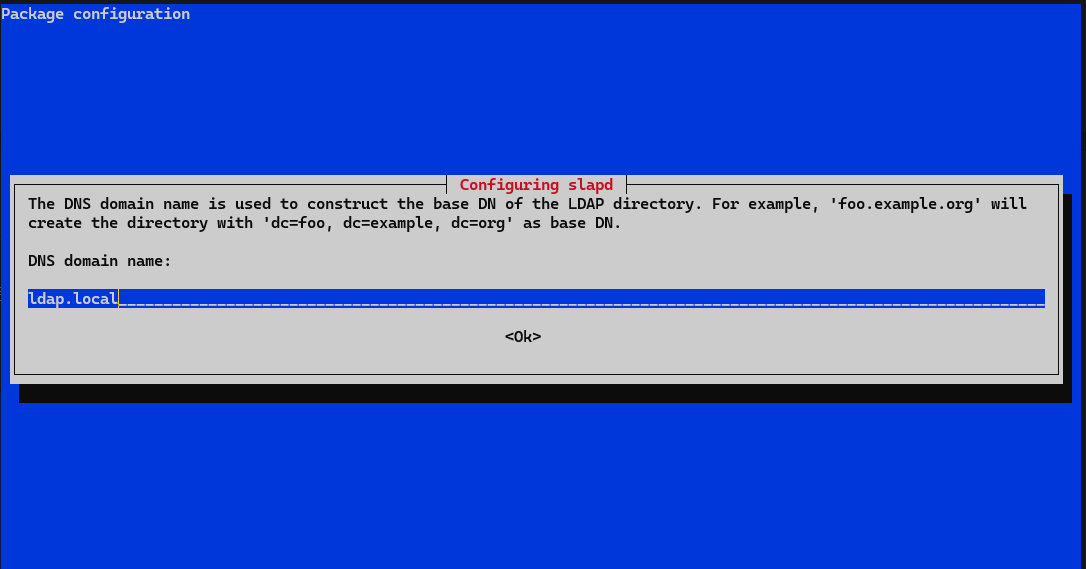 Package configuration
Configuring slapd
The DNS domain name is used to construct the base DN of the LDAP directory. For example, 'foo.example.org' will
create the directory with 'dc=foo, dc=example, dc=org' as base DN.
DNS domain name:
ldap.local
<Ok>